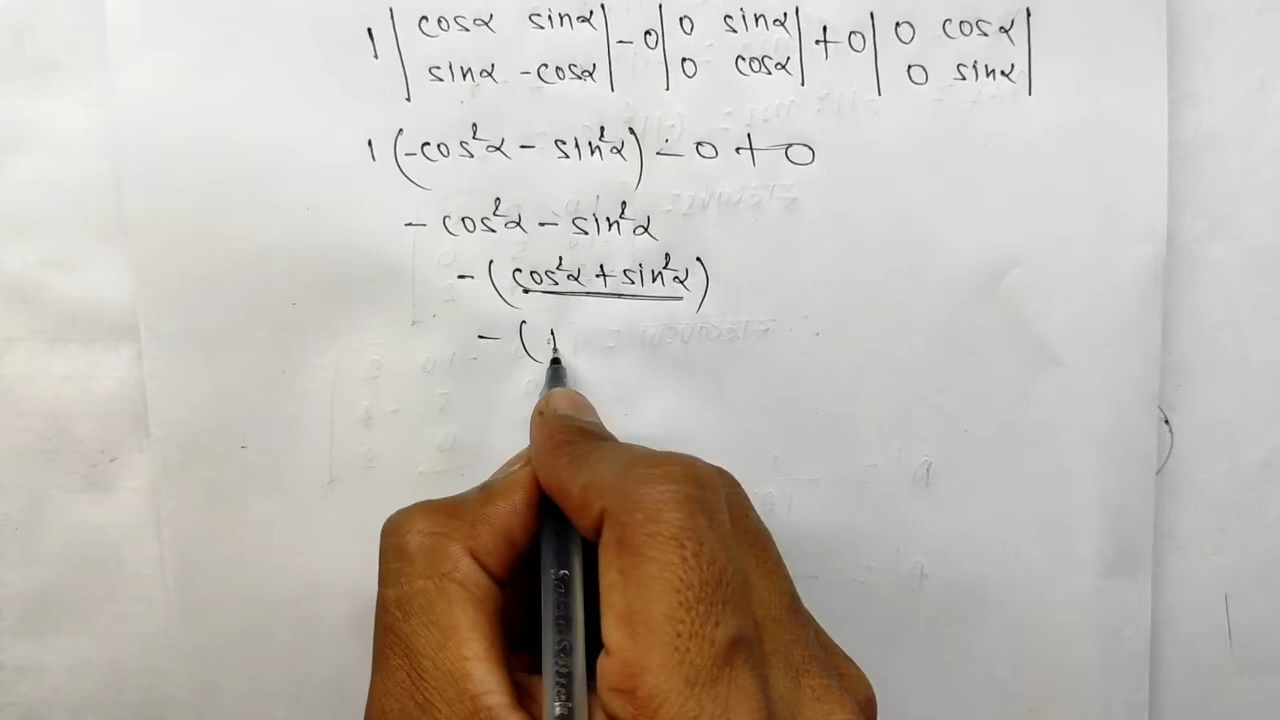 1 | cosα sinα | - 0 | 0 sinα | + 0 | 0 cosα |
| sinα -cosα | | 0 cosα | | 0 sinα |
1 (-cos²α - sin²α) - 0 + 0
- cos²α - sin²α
- (cos²α + sin²α)
- (1